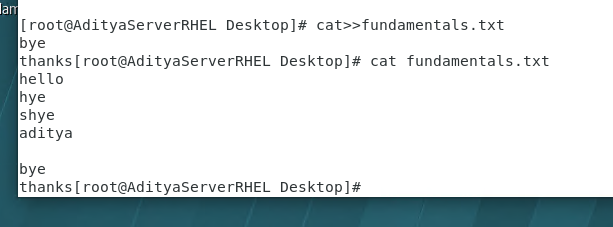 [root@AdityaServerRHEL Desktop]# cat>>fundamentals.txt
bye
thanks[root@AdityaServerRHEL Desktop]# cat fundamentals.txt
hello
hye
shye
aditya

bye
thanks[root@AdityaServerRHEL Desktop]#